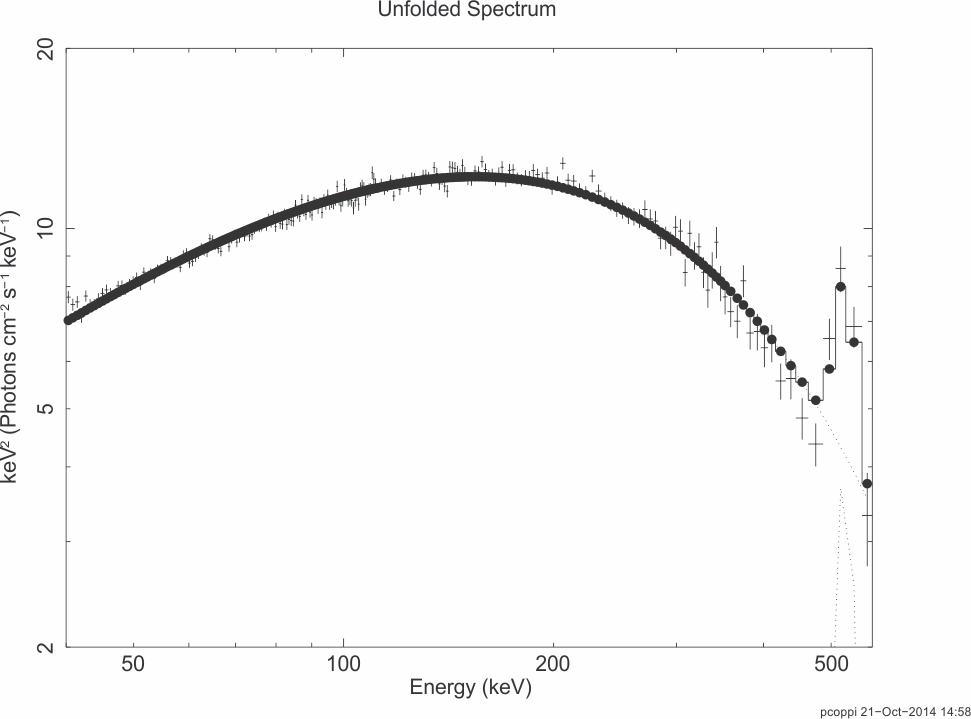 Unfolded Spectrum
keV² (Photons cm⁻² s⁻¹ keV⁻¹)
20
10
5
2
50 100 200 500
Energy (keV)
pcoppi 21−Oct−2014 14:58